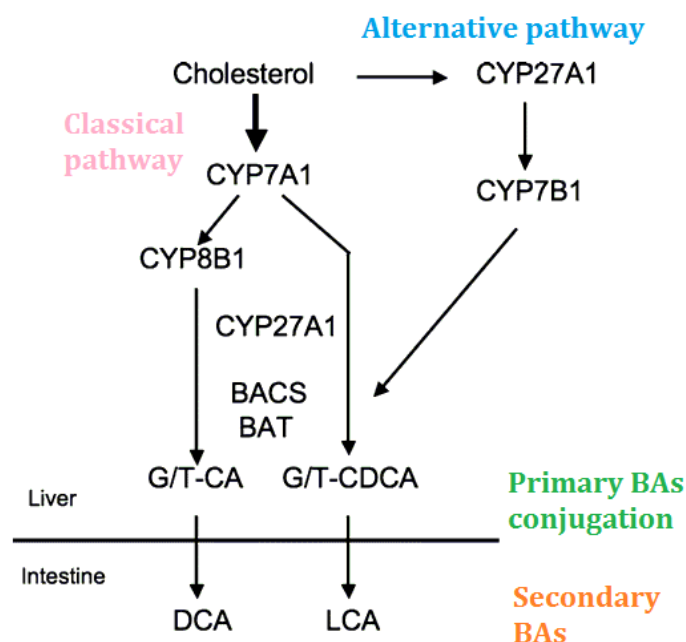 Alternative pathway
Cholesterol
CYP27A1
Classical
pathway
CYP7A1
CYP7B1
CYP8B1
CYP27A1
BACS
BAT
G/T-CA
G/T-CDCA
Primary BAs
conjugation
Liver
Intestine
DCA
LCA
Secondary
BAs